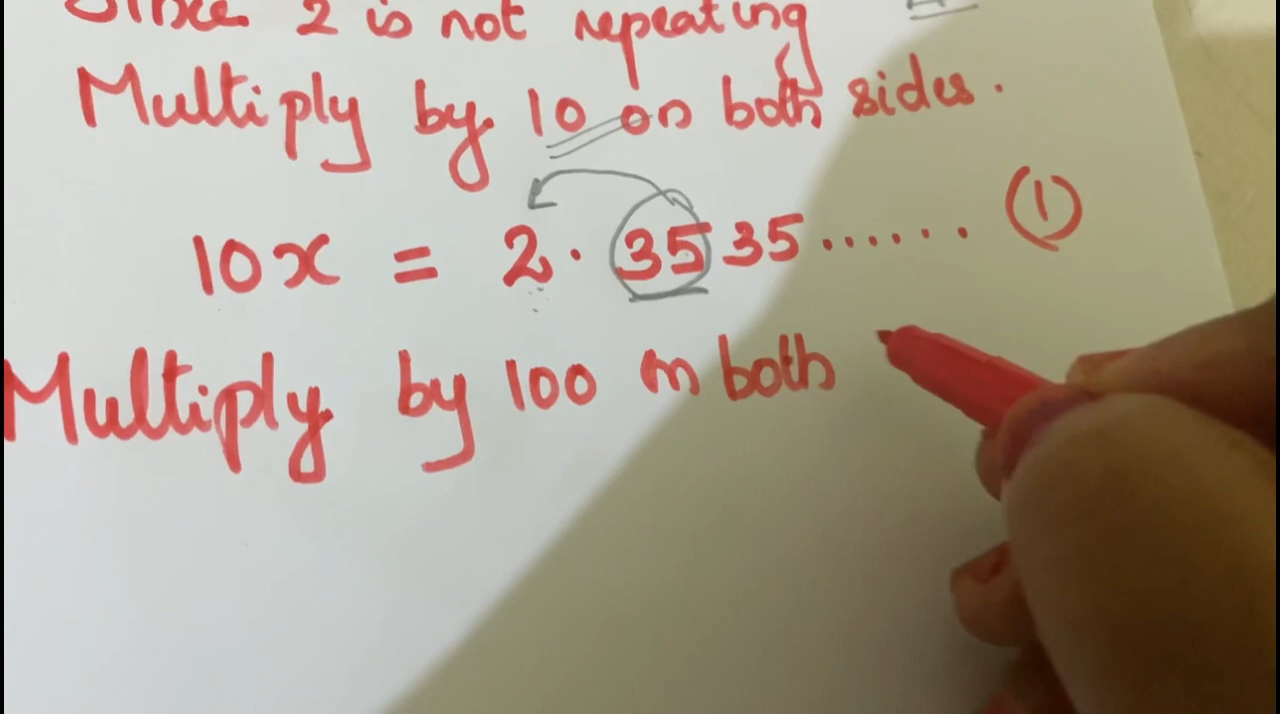 Since 2 is not repeating
Multiply by 10 on both sides.
10x = 2.3535....... (1)
Multiply by 100 on both